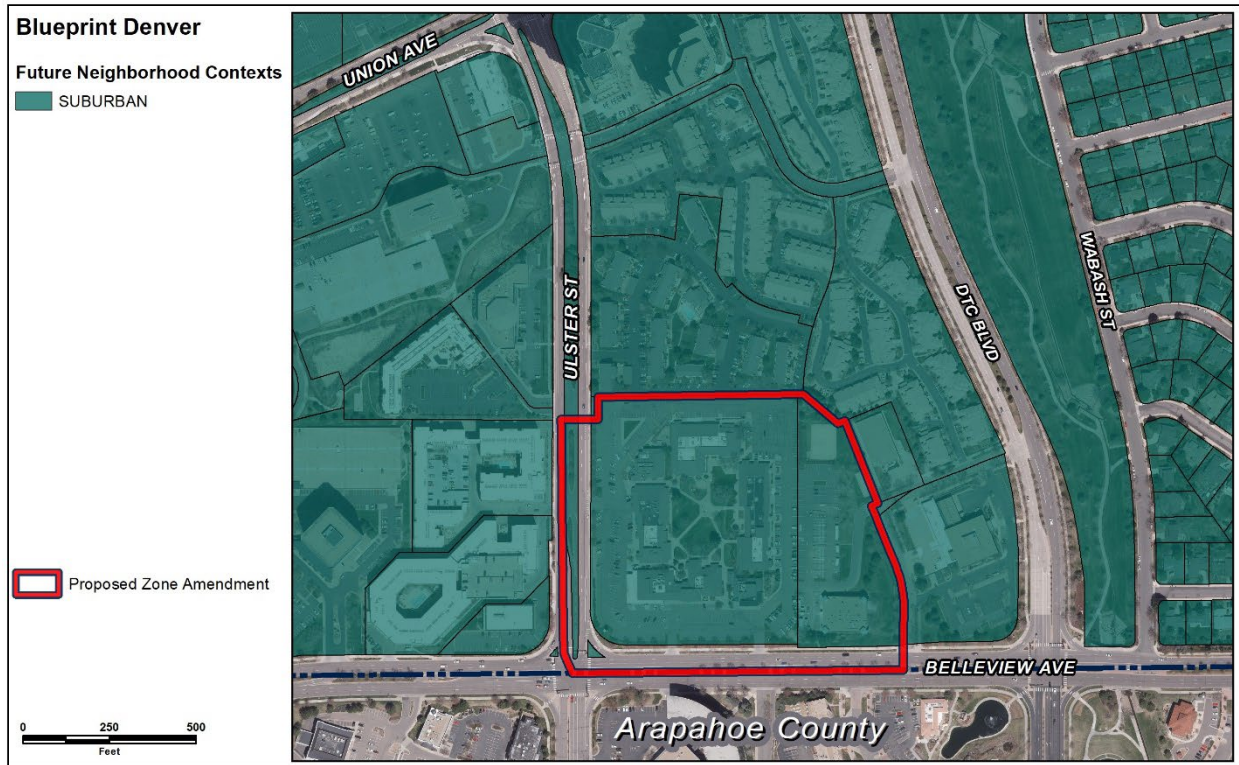 Blueprint Denver
Future Neighborhood Contexts
SUBURBAN
Proposed Zone Amendment
0 250 500
Feet
UNION AVE
ULSTER ST
DTC BLVD
WABASH ST
BELLEVIEW AVE
Arapahoe County